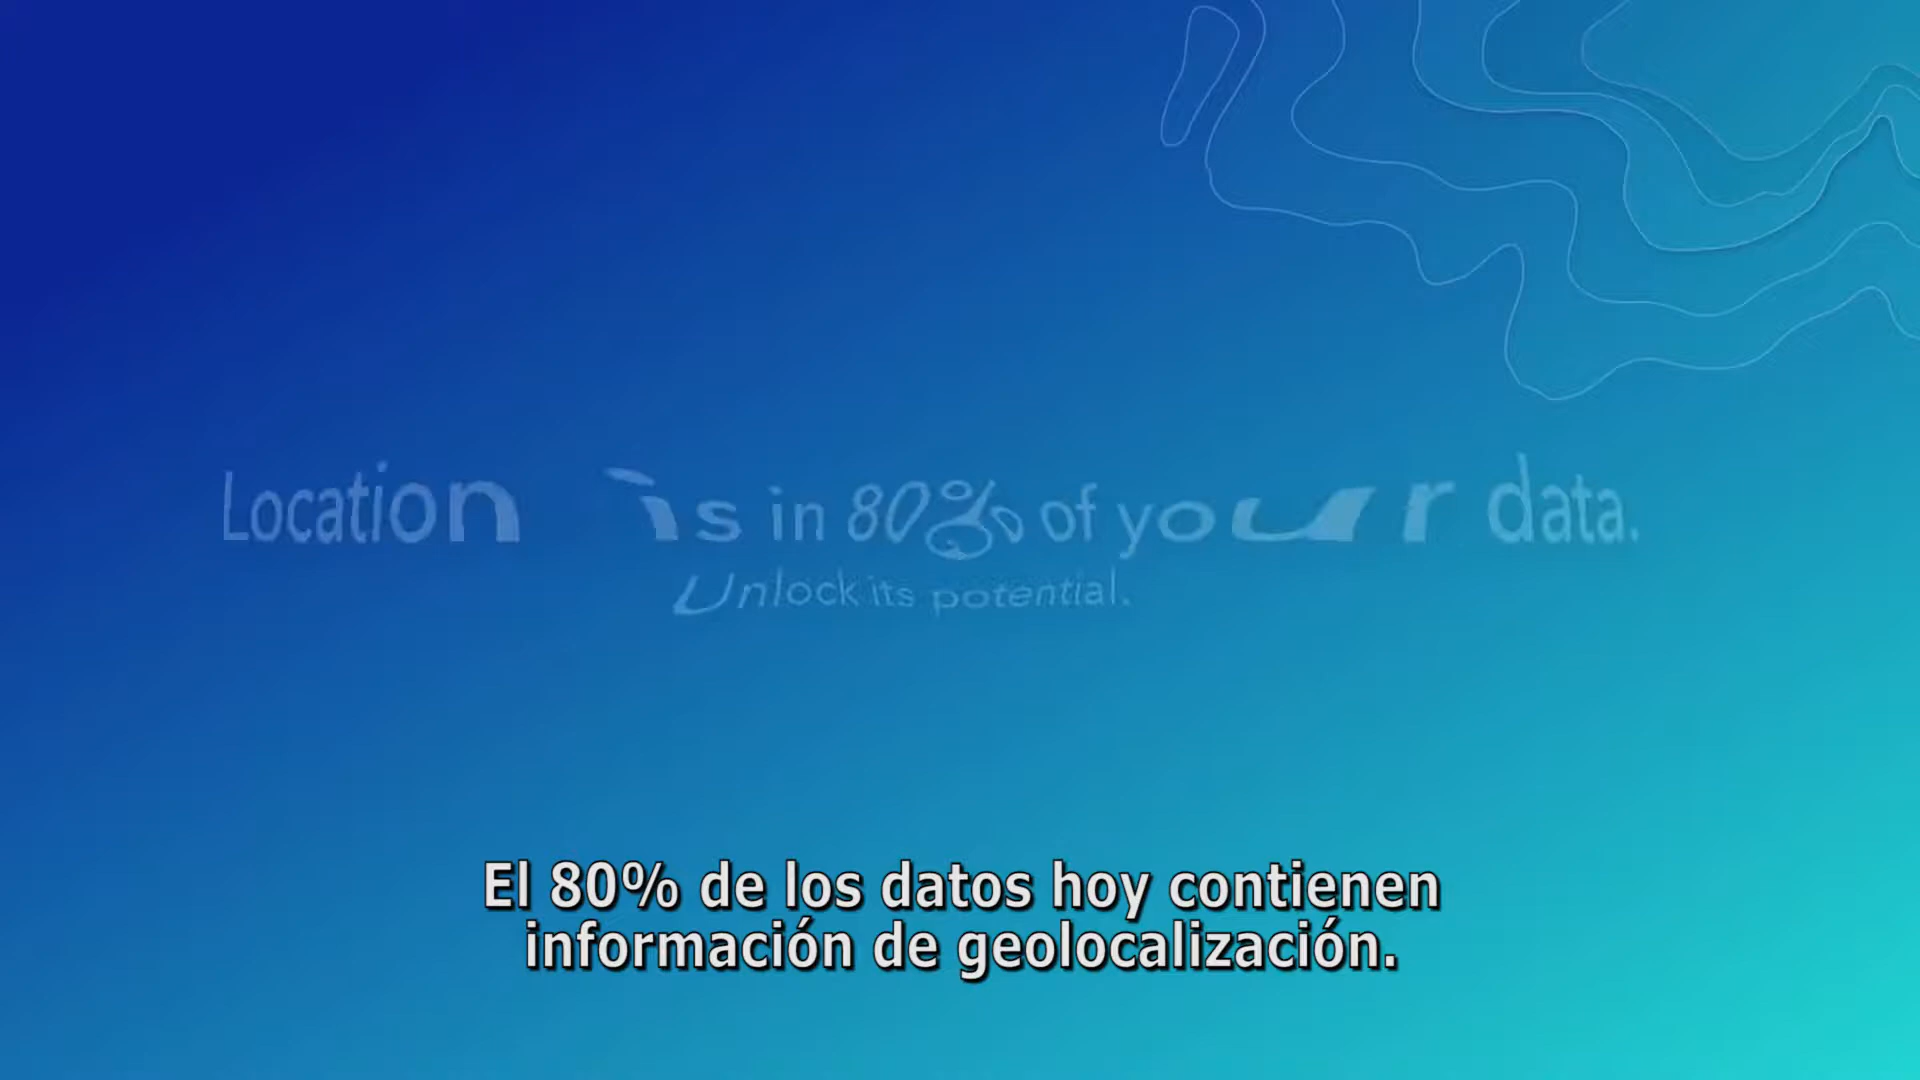 Location is in 80% of your data.
Unlock its potential.
El 80% de los datos hoy contienen
información de geolocalización.